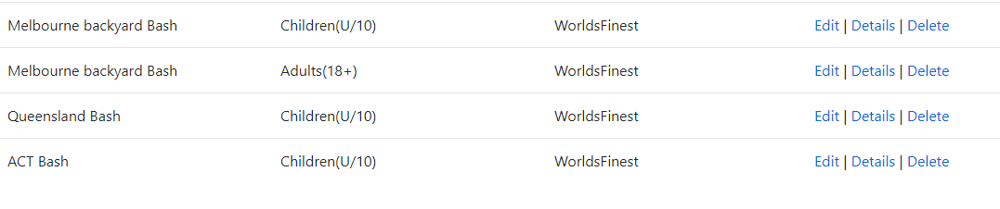 Melbourne backyard Bash Children(U/10) WorldsFinest Edit | Details | Delete
Melbourne backyard Bash Adults(18+) WorldsFinest Edit | Details | Delete
Queensland Bash Children(U/10) WorldsFinest Edit | Details | Delete
ACT Bash Children(U/10) WorldsFinest Edit | Details | Delete